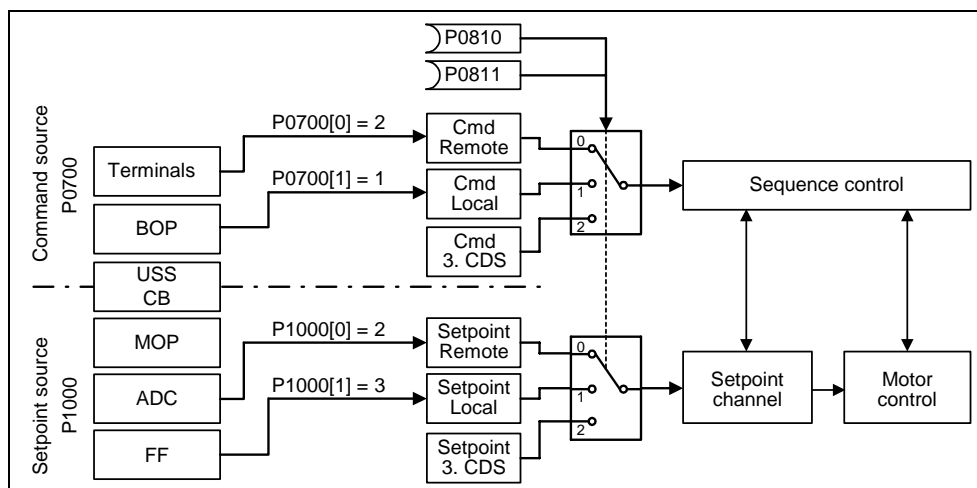 P0810
P0811
Command source
P0700
Terminals
BOP
USS
CB
P0700[0] = 2
P0700[1] = 1
Cmd
Remote
Cmd
Local
Cmd
3. CDS
0
1
2
Sequence control
Setpoint source
P1000
MOP
ADC
FF
P1000[0] = 2
P1000[1] = 3
Setpoint
Remote
Setpoint
Local
Setpoint
3. CDS
0
1
2
Setpoint
channel
Motor
control